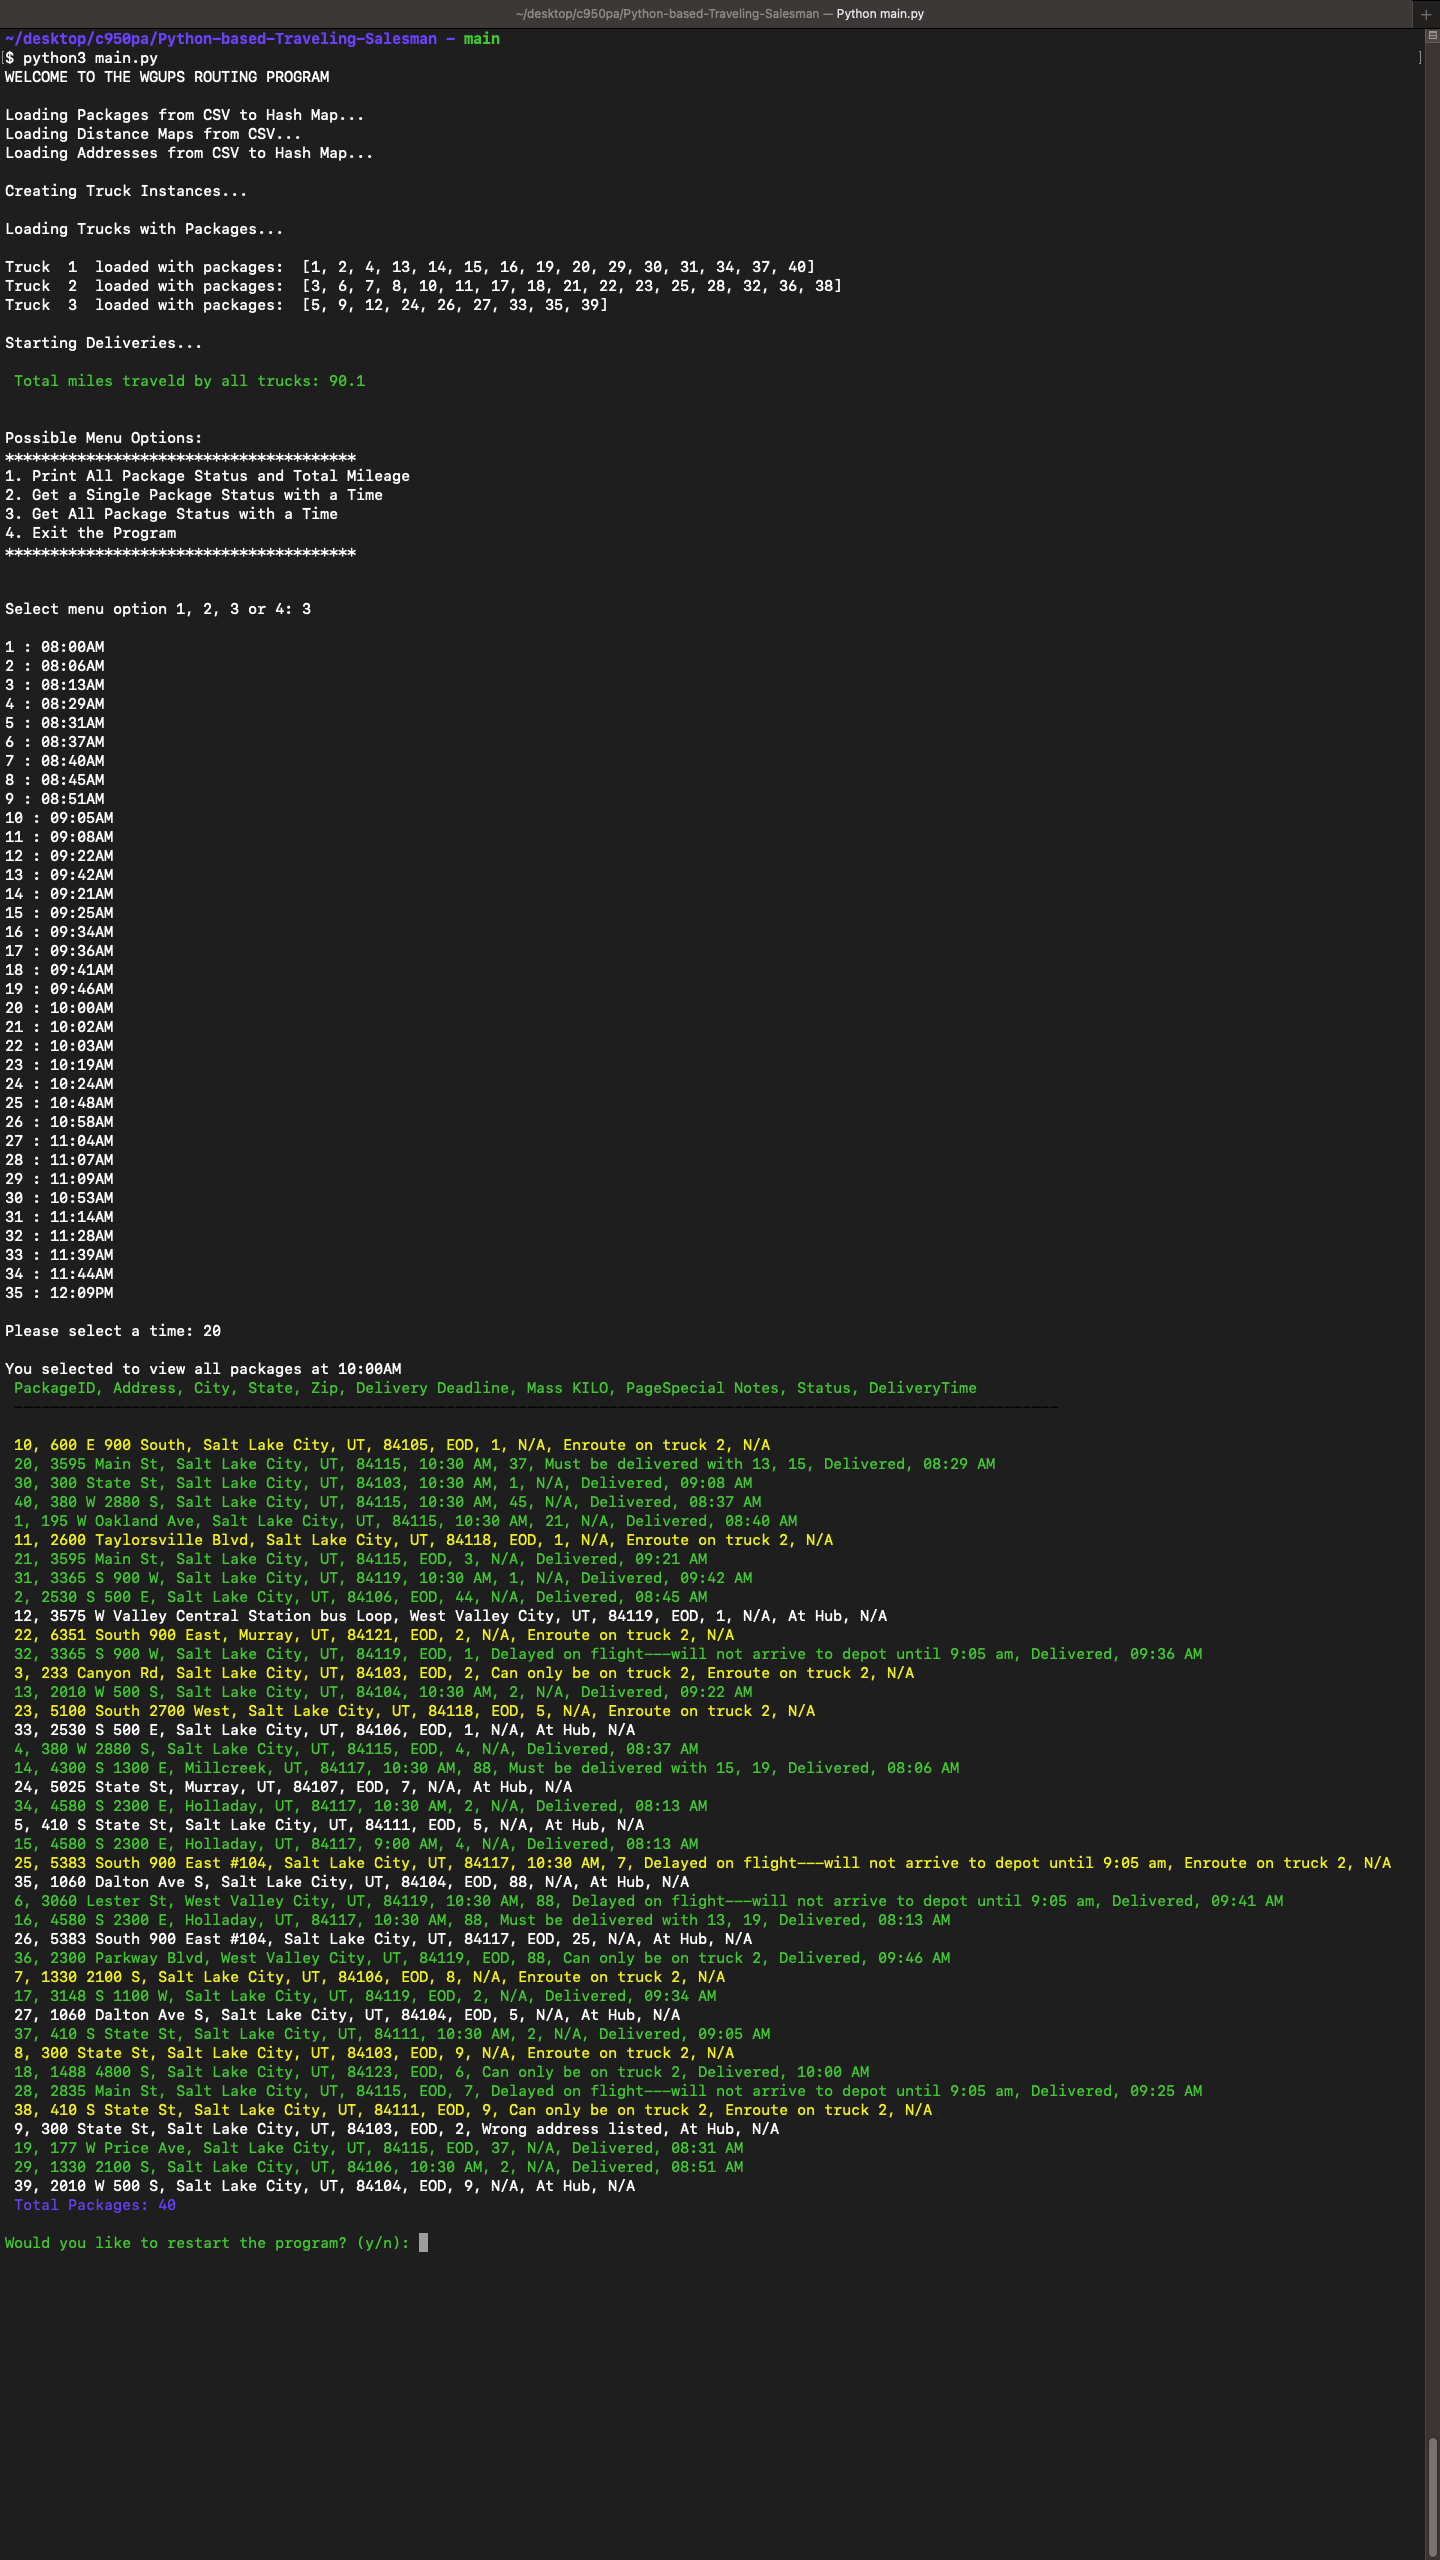 ~/desktop/c950pa/Python-based-Traveling-Salesman — Python main.py
~/desktop/c950pa/Python-based-Traveling-Salesman - main
$ python3 main.py
WELCOME TO THE WGUPS ROUTING PROGRAM
Loading Packages from CSV to Hash Map...
Loading Distance Maps from CSV...
Loading Addresses from CSV to Hash Map...
Creating Truck Instances...
Loading Trucks with Packages...
Truck  1  loaded with packages:  [1, 2, 4, 13, 14, 15, 16, 19, 20, 29, 30, 31, 34, 37, 40]
Truck  2  loaded with packages:  [3, 6, 7, 8, 10, 11, 17, 18, 21, 22, 23, 25, 28, 32, 36, 38]
Truck  3  loaded with packages:  [5, 9, 12, 24, 26, 27, 33, 35, 39]
Starting Deliveries...
Total miles traveld by all trucks: 90.1
Possible Menu Options:
***************************************
1. Print All Package Status and Total Mileage
2. Get a Single Package Status with a Time
3. Get All Package Status with a Time
4. Exit the Program
***************************************
Select menu option 1, 2, 3 or 4: 3
1 : 08:00AM
2 : 08:06AM
3 : 08:13AM
4 : 08:29AM
5 : 08:31AM
6 : 08:37AM
7 : 08:40AM
8 : 08:45AM
9 : 08:51AM
10 : 09:05AM
11 : 09:08AM
12 : 09:22AM
13 : 09:42AM
14 : 09:21AM
15 : 09:25AM
16 : 09:34AM
17 : 09:36AM
18 : 09:41AM
19 : 09:46AM
20 : 10:00AM
21 : 10:02AM
22 : 10:03AM
23 : 10:19AM
24 : 10:24AM
25 : 10:48AM
26 : 10:58AM
27 : 11:04AM
28 : 11:07AM
29 : 11:09AM
30 : 10:53AM
31 : 11:14AM
32 : 11:28AM
33 : 11:39AM
34 : 11:44AM
35 : 12:09PM
Please select a time: 20
You selected to view all packages at 10:00AM
PackageID, Address, City, State, Zip, Delivery Deadline, Mass KILO, PageSpecial Notes, Status, DeliveryTime
10, 600 E 900 South, Salt Lake City, UT, 84105, EOD, 1, N/A, Enroute on truck 2, N/A
20, 3595 Main St, Salt Lake City, UT, 84115, 10:30 AM, 37, Must be delivered with 13, 15, Delivered, 08:29 AM
30, 300 State St, Salt Lake City, UT, 84103, 10:30 AM, 1, N/A, Delivered, 09:08 AM
40, 380 W 2880 S, Salt Lake City, UT, 84115, 10:30 AM, 45, N/A, Delivered, 08:37 AM
1, 195 W Oakland Ave, Salt Lake City, UT, 84115, 10:30 AM, 21, N/A, Delivered, 08:40 AM
11, 2600 Taylorsville Blvd, Salt Lake City, UT, 84118, EOD, 1, N/A, Enroute on truck 2, N/A
21, 3595 Main St, Salt Lake City, UT, 84115, EOD, 3, N/A, Delivered, 09:21 AM
31, 3365 S 900 W, Salt Lake City, UT, 84119, 10:30 AM, 1, N/A, Delivered, 09:42 AM
2, 2530 S 500 E, Salt Lake City, UT, 84106, EOD, 44, N/A, Delivered, 08:45 AM
12, 3575 W Valley Central Station bus Loop, West Valley City, UT, 84119, EOD, 1, N/A, At Hub, N/A
22, 6351 South 900 East, Murray, UT, 84121, EOD, 2, N/A, Enroute on truck 2, N/A
32, 3365 S 900 W, Salt Lake City, UT, 84119, EOD, 1, Delayed on flight---will not arrive to depot until 9:05 am, Delivered, 09:36 AM
3, 233 Canyon Rd, Salt Lake City, UT, 84103, EOD, 2, Can only be on truck 2, Enroute on truck 2, N/A
13, 2010 W 500 S, Salt Lake City, UT, 84104, 10:30 AM, 2, N/A, Delivered, 09:22 AM
23, 5100 South 2700 West, Salt Lake City, UT, 84118, EOD, 5, N/A, Enroute on truck 2, N/A
33, 2530 S 500 E, Salt Lake City, UT, 84106, EOD, 1, N/A, At Hub, N/A
4, 380 W 2880 S, Salt Lake City, UT, 84115, EOD, 4, N/A, Delivered, 08:37 AM
14, 4300 S 1300 E, Millcreek, UT, 84117, 10:30 AM, 88, Must be delivered with 15, 19, Delivered, 08:06 AM
24, 5025 State St, Murray, UT, 84107, EOD, 7, N/A, At Hub, N/A
34, 4580 S 2300 E, Holladay, UT, 84117, 10:30 AM, 2, N/A, Delivered, 08:13 AM
5, 410 S State St, Salt Lake City, UT, 84111, EOD, 5, N/A, At Hub, N/A
15, 4580 S 2300 E, Holladay, UT, 84117, 9:00 AM, 4, N/A, Delivered, 08:13 AM
25, 5383 South 900 East #104, Salt Lake City, UT, 84117, 10:30 AM, 7, Delayed on flight---will not arrive to depot until 9:05 am, Enroute on truck 2, N/A
35, 1060 Dalton Ave S, Salt Lake City, UT, 84104, EOD, 88, N/A, At Hub, N/A
6, 3060 Lester St, West Valley City, UT, 84119, 10:30 AM, 88, Delayed on flight---will not arrive to depot until 9:05 am, Delivered, 09:41 AM
16, 4580 S 2300 E, Holladay, UT, 84117, 10:30 AM, 88, Must be delivered with 13, 19, Delivered, 08:13 AM
26, 5383 South 900 East #104, Salt Lake City, UT, 84117, EOD, 25, N/A, At Hub, N/A
36, 2300 Parkway Blvd, West Valley City, UT, 84119, EOD, 88, Can only be on truck 2, Delivered, 09:46 AM
7, 1330 2100 S, Salt Lake City, UT, 84106, EOD, 8, N/A, Enroute on truck 2, N/A
17, 3148 S 1100 W, Salt Lake City, UT, 84119, EOD, 2, N/A, Delivered, 09:34 AM
27, 1060 Dalton Ave S, Salt Lake City, UT, 84104, EOD, 5, N/A, At Hub, N/A
37, 410 S State St, Salt Lake City, UT, 84111, 10:30 AM, 2, N/A, Delivered, 09:05 AM
8, 300 State St, Salt Lake City, UT, 84103, EOD, 9, N/A, Enroute on truck 2, N/A
18, 1488 4800 S, Salt Lake City, UT, 84123, EOD, 6, Can only be on truck 2, Delivered, 10:00 AM
28, 2835 Main St, Salt Lake City, UT, 84115, EOD, 7, Delayed on flight---will not arrive to depot until 9:05 am, Delivered, 09:25 AM
38, 410 S State St, Salt Lake City, UT, 84111, EOD, 9, Can only be on truck 2, Enroute on truck 2, N/A
9, 300 State St, Salt Lake City, UT, 84103, EOD, 2, Wrong address listed, At Hub, N/A
19, 177 W Price Ave, Salt Lake City, UT, 84115, EOD, 37, N/A, Delivered, 08:31 AM
29, 1330 2100 S, Salt Lake City, UT, 84106, 10:30 AM, 2, N/A, Delivered, 08:51 AM
39, 2010 W 500 S, Salt Lake City, UT, 84104, EOD, 9, N/A, At Hub, N/A
Total Packages: 40
Would you like to restart the program? (y/n):